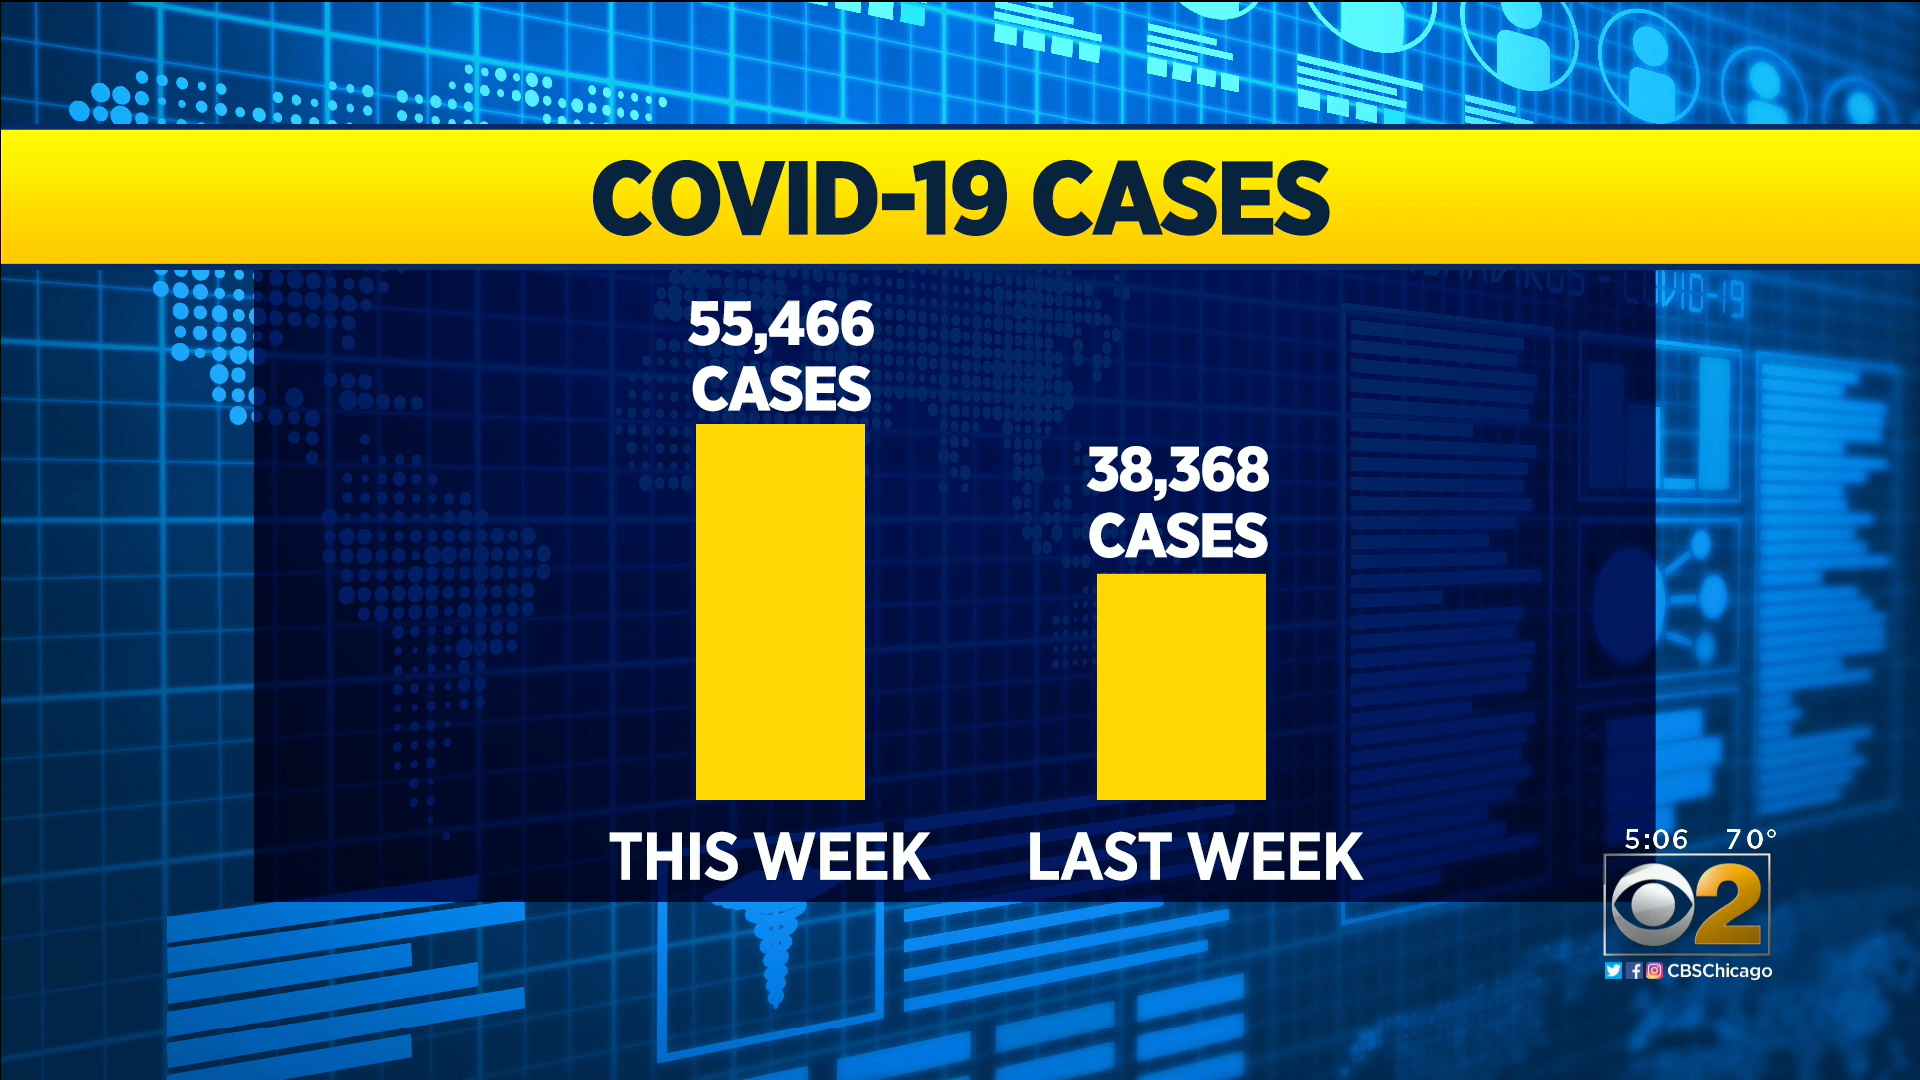 COVID-19 CASES
55,466
CASES
38,368
CASES
THIS WEEK
LAST WEEK
5:06 70°
2
CBSChicago